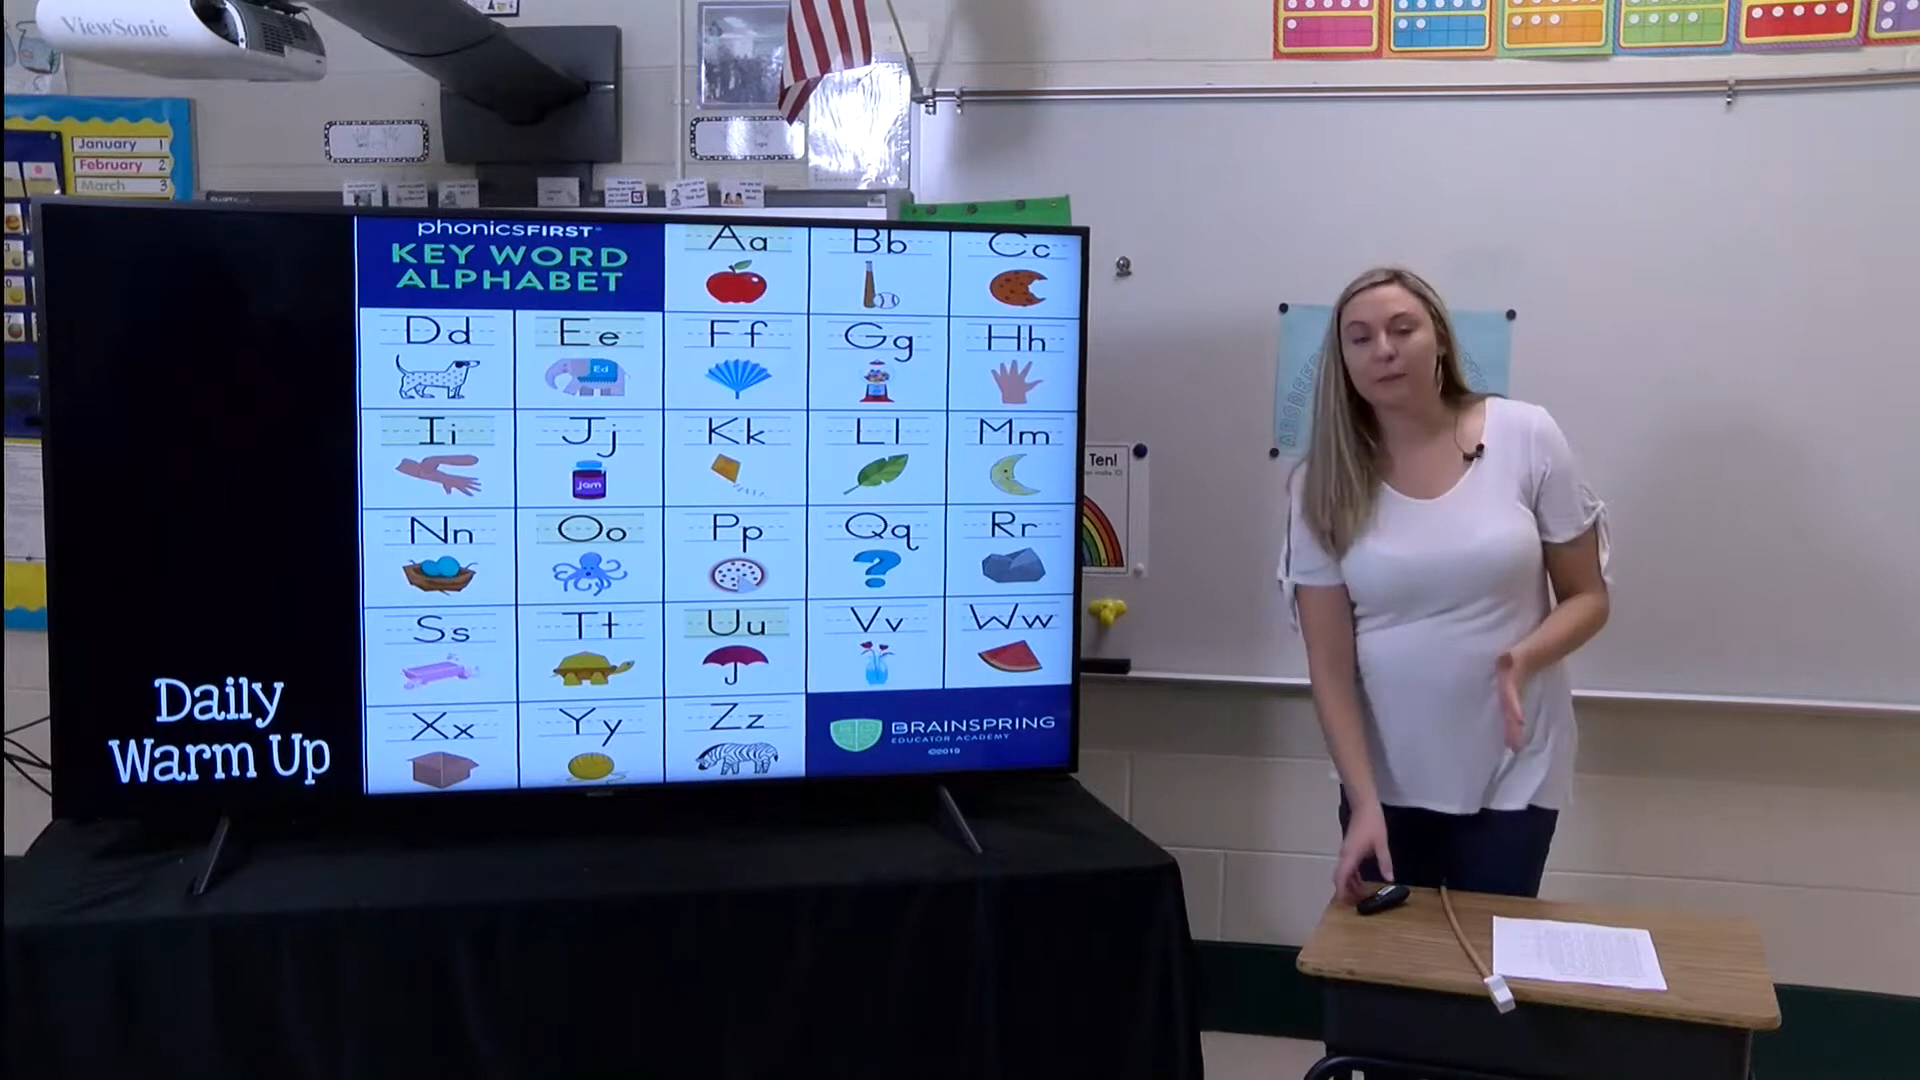 ViewSonic
January 1
February 2
March 3
phonicsFIRST
KEY WORD
ALPHABET
Aa
Bb
Cc
Dd
Ee
Ed
Ff
Gg
Hh
Ii
Jj
jam
Kk
Ll
Mm
Nn
Oo
Pp
Qq
Rr
Ss
Tt
Uu
Vv
Ww
Xx
Yy
Zz
BRAINSPRING
EDUCATOR ACADEMY
©2019
Daily
Warm Up
Ten!